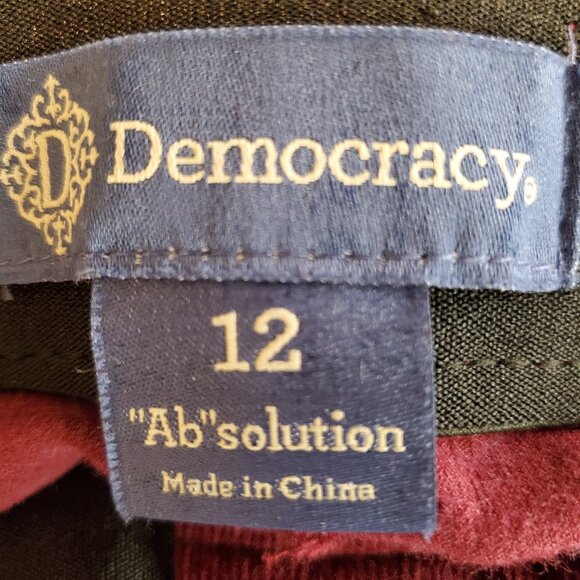 D Democracy®
12
"Ab"solution
Made in China